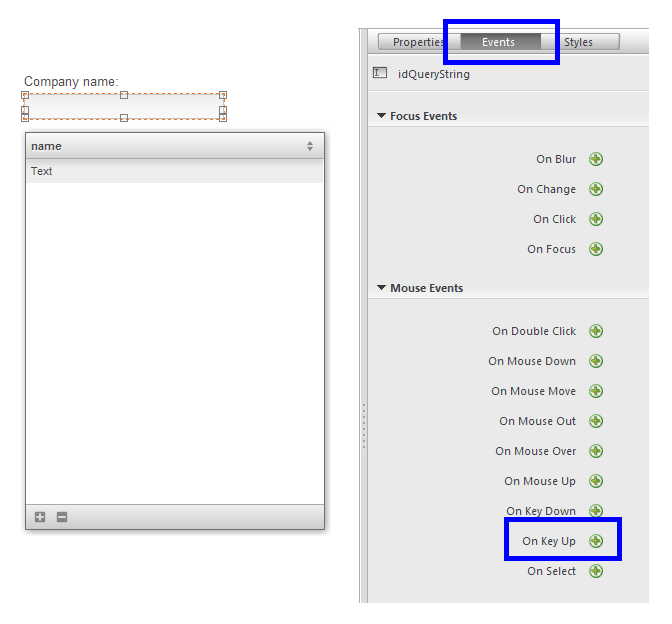 Company name:
name
Text
Properties
Events
Styles
idQueryString
Focus Events
On Blur
On Change
On Click
On Focus
Mouse Events
On Double Click
On Mouse Down
On Mouse Move
On Mouse Out
On Mouse Over
On Mouse Up
On Key Down
On Key Up
On Select